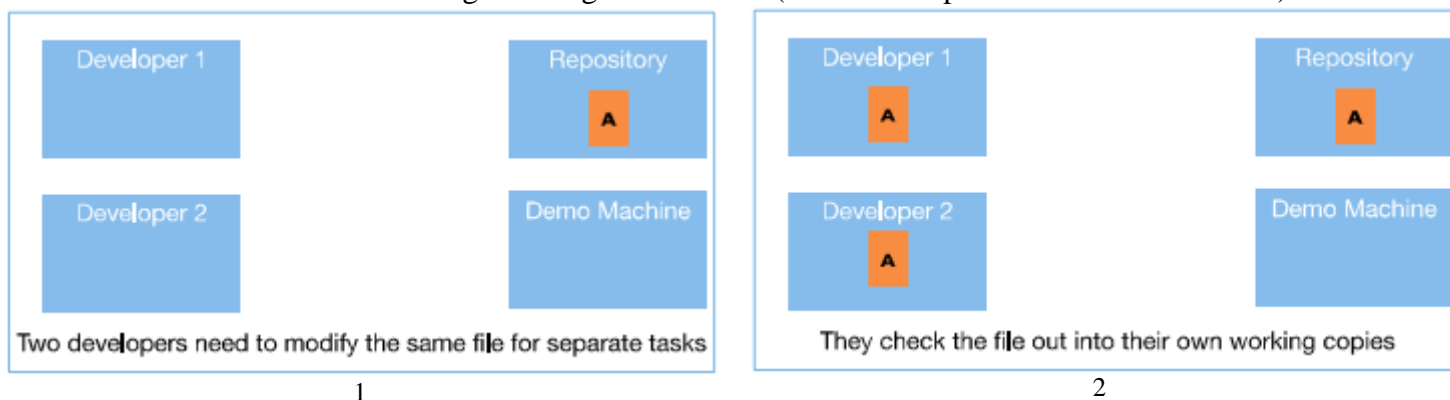 Developer 1
Repository
A
Developer 2
Demo Machine
Two developers need to modify the same file for separate tasks
1
Developer 1
A
Repository
A
Developer 2
A
Demo Machine
They check the file out into their own working copies
2